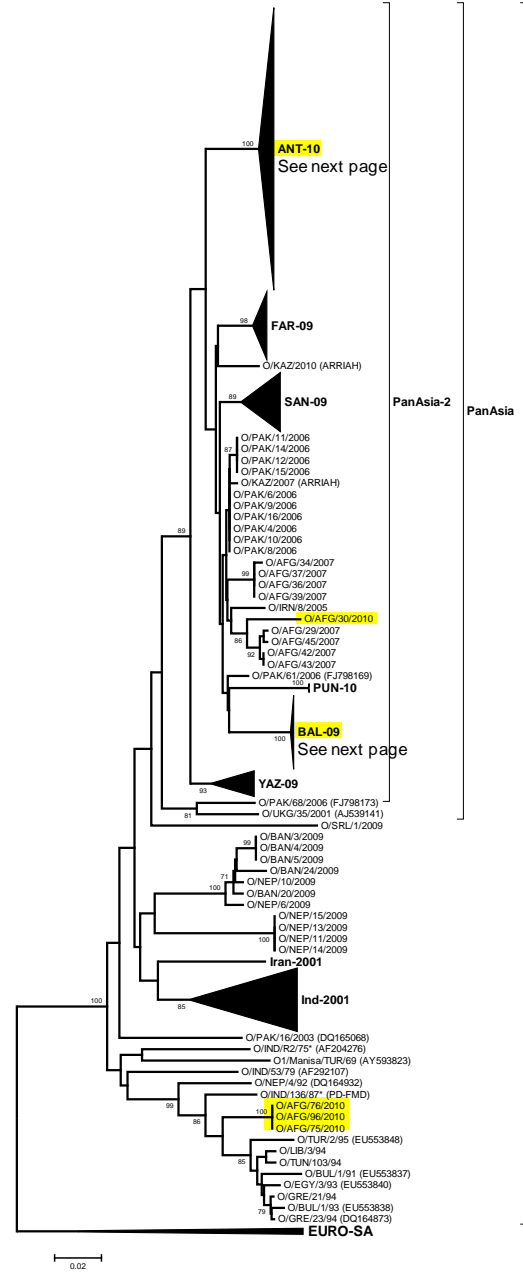 100
ANT-10
See next page
98
FAR-09
O/KAZ/2010 (ARRIAH)
89
SAN-09
PanAsia-2
PanAsia
O/PAK/11/2006
87
O/PAK/14/2006
O/PAK/12/2006
O/PAK/15/2006
O/KAZ/2007 (ARRIAH)
O/PAK/6/2006
O/PAK/9/2006
O/PAK/16/2006
O/PAK/4/2006
89
O/PAK/10/2006
O/PAK/8/2006
O/AFG/34/2007
99
O/AFG/37/2007
O/AFG/36/2007
O/AFG/39/2007
O/IRN/8/2005
O/AFG/30/2010
86
O/AFG/29/2007
O/AFG/45/2007
92
O/AFG/42/2007
O/AFG/43/2007
O/PAK/61/2006 (FJ798169)
100
PUN-10
BAL-09
100
See next page
YAZ-09
93
O/PAK/68/2006 (FJ798173)
81
O/UKG/35/2001 (AJ539141)
O/SRL/1/2009
O/BAN/3/2009
99
O/BAN/4/2009
O/BAN/5/2009
O/BAN/24/2009
71
O/NEP/10/2009
100
O/BAN/20/2009
O/NEP/6/2009
O/NEP/15/2009
O/NEP/13/2009
100
O/NEP/11/2009
O/NEP/14/2009
Iran-2001
Ind-2001
85
100
O/PAK/16/2003 (DQ165068)
O/IND/R2/75* (AF204276)
O1/Manisa/TUR/69 (AY593823)
O/IND/53/79 (AF292107)
O/NEP/4/92 (DQ164932)
99
O/IND/136/87* (PD-FMD)
86
O/AFG/76/2010
100
O/AFG/96/2010
O/AFG/75/2010
O/TUR/2/95 (EU553848)
O/LIB/3/94
85
O/TUN/103/94
O/BUL/1/91 (EU553837)
O/EGY/3/93 (EU553840)
O/GRE/21/94
O/BUL/1/93 (EU553838)
79
O/GRE/23/94 (DQ164873)
EURO-SA
0.02